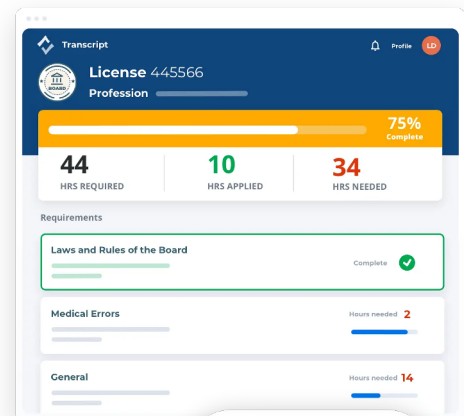 Transcript
Profile LD
License 445566
BOARD
Profession
75%
Complete
44 10 34
HRS REQUIRED HRS APPLIED HRS NEEDED
Requirements
Laws and Rules of the Board
Complete
Medical Errors
Hours needed 2
General
Hours needed 14